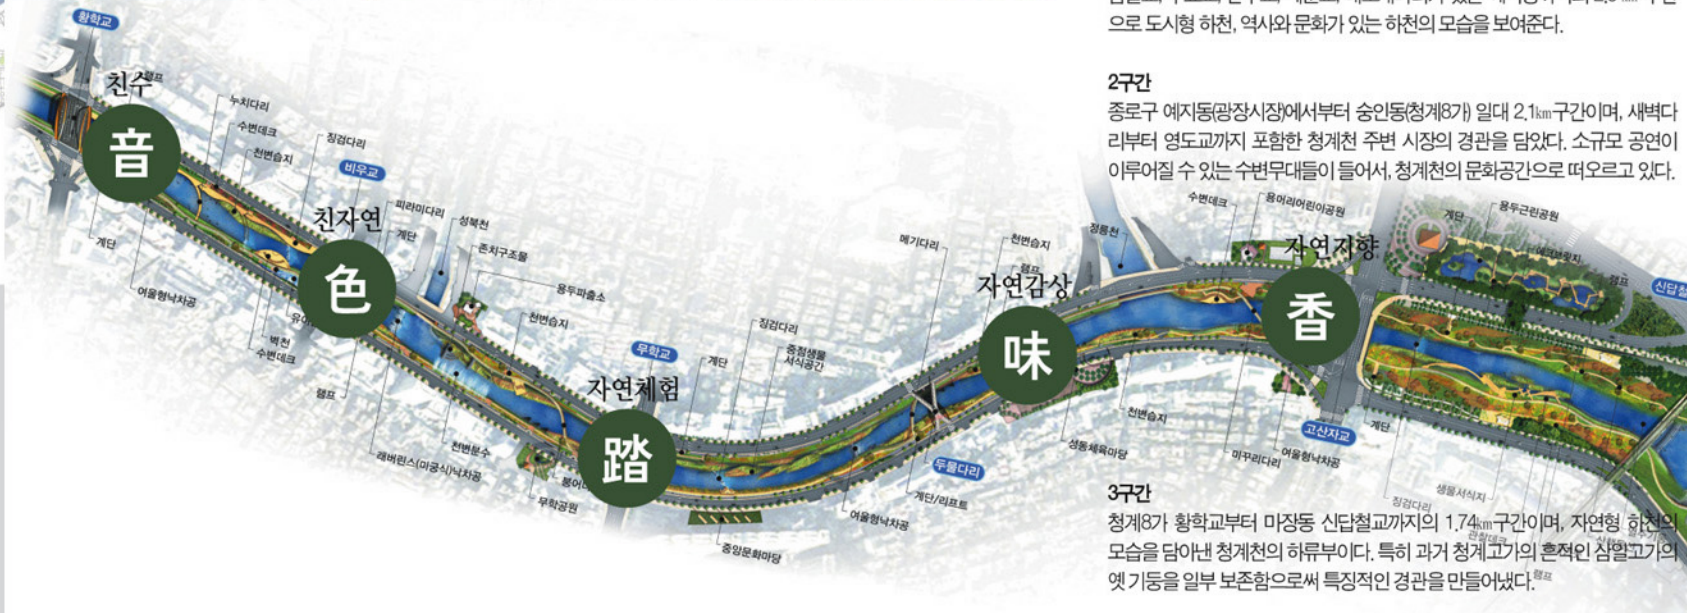 으로 도시형 하천, 역사와 문화가 있는 하천의 모습을 보여준다.
2구간
종로구 예지동(광장시장)에서부터 숭인동(청계8가) 일대 2.1km구간이며, 새벽다
리부터 영도교까지 포함한 청계천 주변 시장의 경관을 담았다. 소규모 공연이
이루어질 수 있는 수변무대들이 들어서, 청계천의 문화공간으로 떠오르고 있다.
황학교
램프
친수
音
누치다리
수변데크
천변습지
징검다리
비우교
계단
여울형낙차공
친자연
色
피라미다리
계단
성북천
존치구조물
용두파출소
천변습지
벽천
수변데크
램프
래버린스(미궁식)낙차공
천변분수
무학교
자연체험
踏
무학공원
계단
징검다리
중점생물
서식공간
중앙문화마당
메기다리
천변습지
램프
정릉천
자연감상
味
여울형낙차공
계단/리프트
두물다리
성동체육마당
천변습지
수변데크
용머리어린이공원
자연지향
香
미꾸리다리
여울형낙차공
고산자교
계단
계단
용두근린공원
램프
신답철
징검다리
생물서식지
관찰데크
램프
3구간
청계8가 황학교부터 마장동 신답철교까지의 1.74km구간이며, 자연형 하천의
모습을 담아낸 청계천의 하류부이다. 특히 과거 청계고가의 흔적인 삼일고가의
옛 기둥을 일부 보존함으로써 특징적인 경관을 만들어냈다.